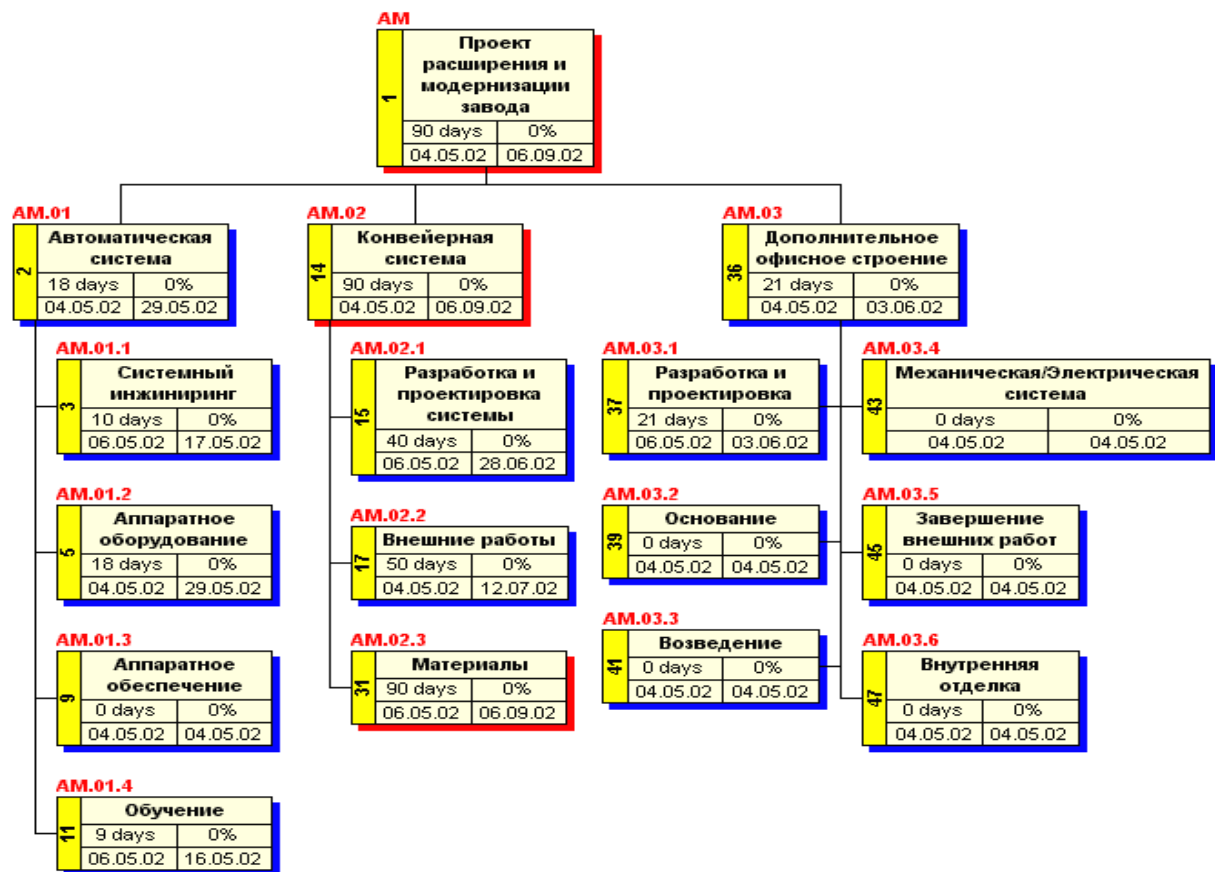 AM
1
Проект
расширения и
модернизации
завода
90 days 0%
04.05.02 06.09.02
AM.01
2
Автоматическая
система
18 days 0%
04.05.02 29.05.02
AM.02
14
Конвейерная
система
90 days 0%
04.05.02 06.09.02
AM.03
36
Дополнительное
офисное строение
21 days 0%
04.05.02 03.06.02
AM.01.1
3
Системный
инжиниринг
10 days 0%
06.05.02 17.05.02
AM.01.2
5
Аппаратное
оборудование
18 days 0%
04.05.02 29.05.02
AM.01.3
9
Аппаратное
обеспечение
0 days 0%
04.05.02 04.05.02
AM.01.4
11
Обучение
9 days 0%
06.05.02 16.05.02
AM.02.1
15
Разработка и
проектировка
системы
40 days 0%
06.05.02 28.06.02
AM.02.2
17
Внешние работы
50 days 0%
04.05.02 12.07.02
AM.02.3
31
Материалы
90 days 0%
06.05.02 06.09.02
AM.03.1
37
Разработка и
проектировка
21 days 0%
06.05.02 03.06.02
AM.03.2
39
Основание
0 days 0%
04.05.02 04.05.02
AM.03.3
41
Возведение
0 days 0%
04.05.02 04.05.02
AM.03.4
43
Механическая/Электрическая
система
0 days 0%
04.05.02 04.05.02
AM.03.5
45
Завершение
внешних работ
0 days 0%
04.05.02 04.05.02
AM.03.6
47
Внутренняя
отделка
0 days 0%
04.05.02 04.05.02